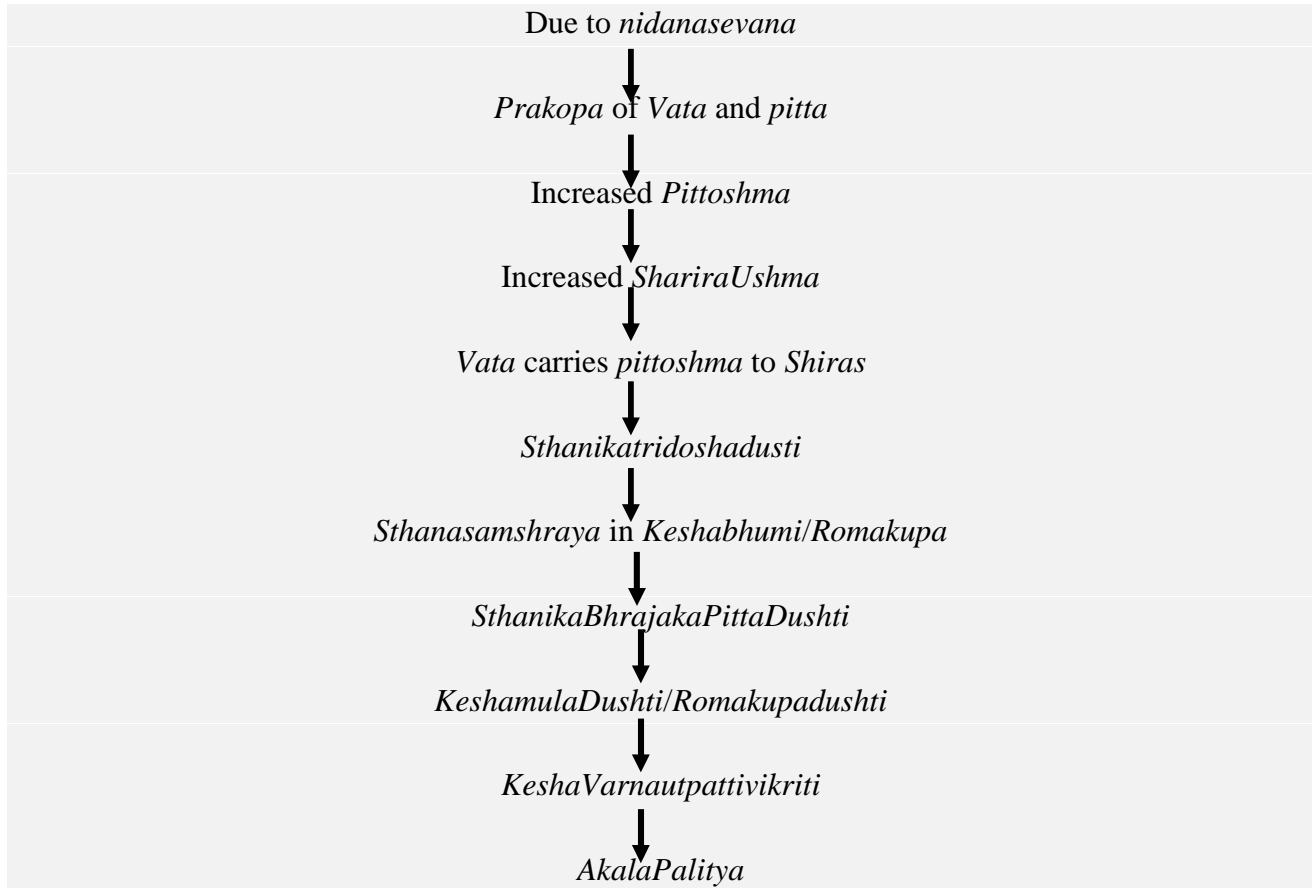 Due to nidanasevana
Prakopa of Vata and pitta
Increased Pittoshma
Increased ShariraUshma
Vata carries pittoshma to Shiras
Sthanikatridoshadusti
Sthanasamshraya in Keshabhumi/Romakupa
SthanikaBhrajakaPittaDushti
KeshamulaDushti/Romakupadushti
KeshaVarnautpattivikriti
AkalaPalitya